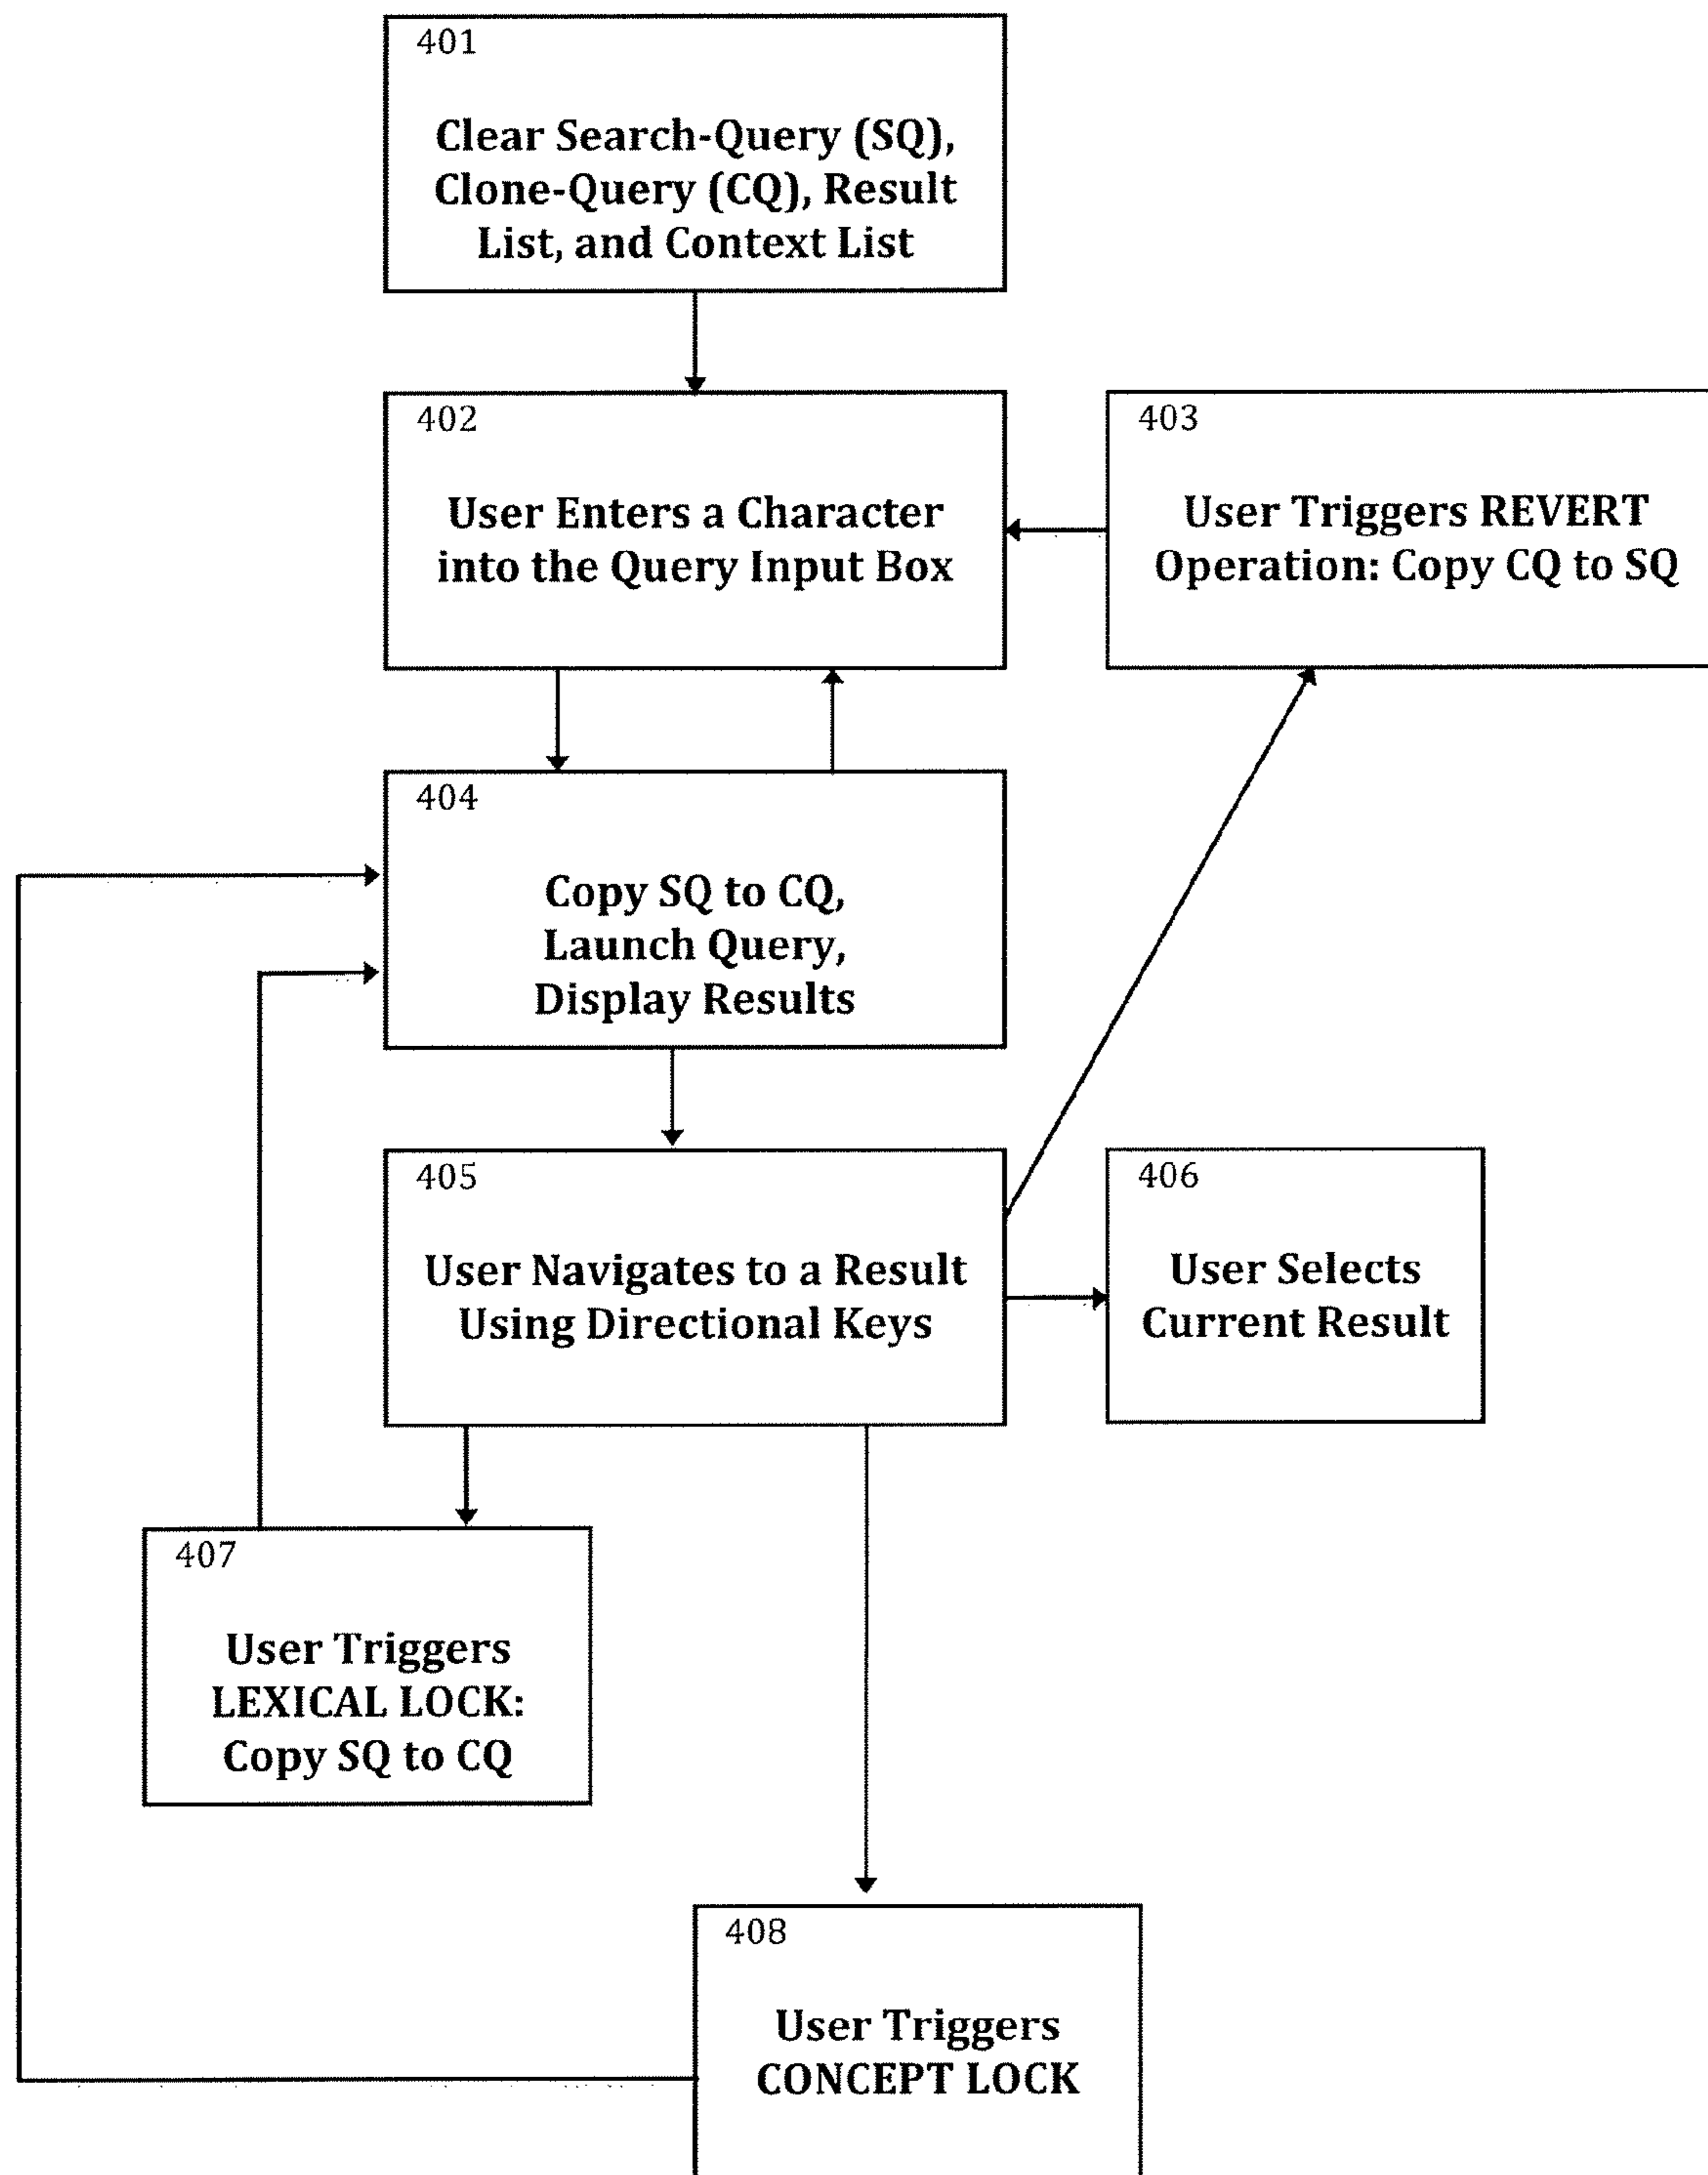 401
Clear Search-Query (SQ),
Clone-Query (CQ), Result
List, and Context List
402
User Enters a Character
into the Query Input Box
403
User Triggers REVERT
Operation: Copy CQ to SQ
404
Copy SQ to CQ,
Launch Query,
Display Results
405
User Navigates to a Result
Using Directional Keys
406
User Selects
Current Result
407
User Triggers
LEXICAL LOCK:
Copy SQ to CQ
408
User Triggers
CONCEPT LOCK